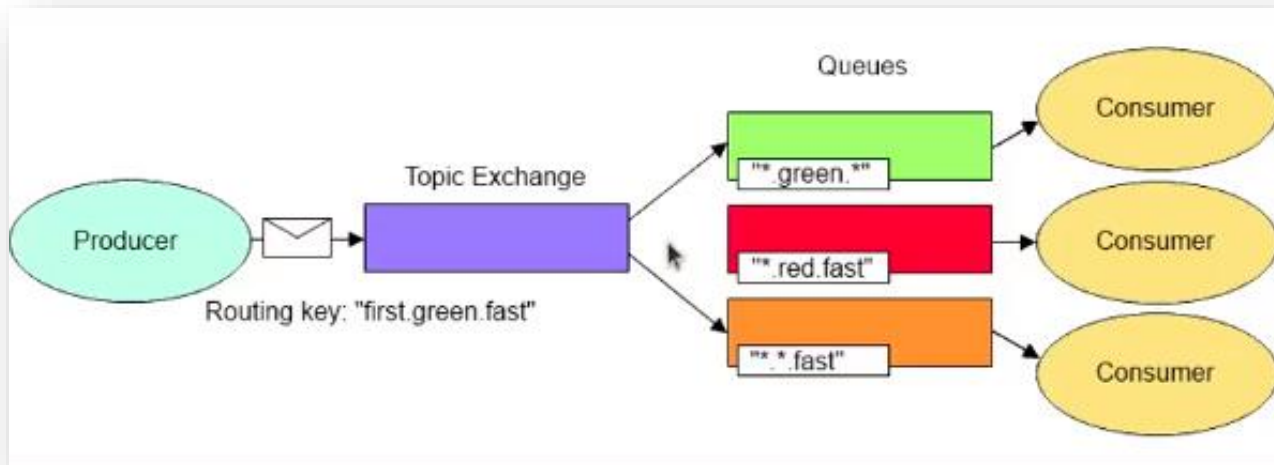 Queues
Consumer
"*.green.*"
Topic Exchange
Producer
"*.red.fast"
Consumer
Routing key: "first.green.fast"
"*.*.fast"
Consumer